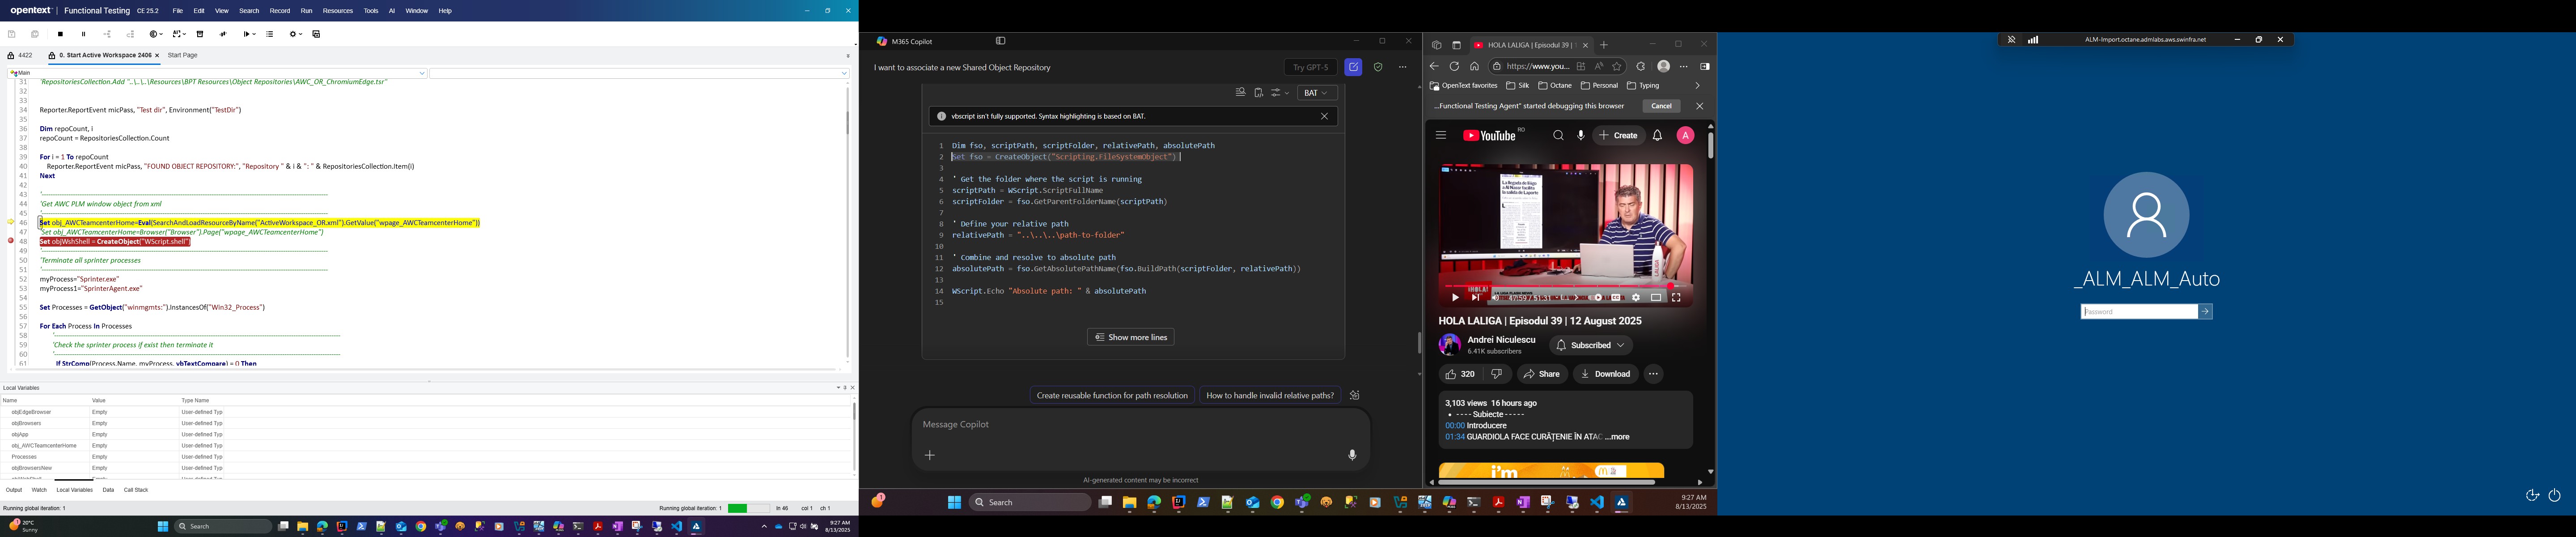 opentext | Functional Testing CE 25.2 File Edit View Search Record Run Resources Tools AI Window Help
4422 0. Start Active Workspace 2406 Start Page
Main
31 'RepositoriesCollection.Add "..\..\..\Resources\BPT Resources\Object Repositories\AWC_OR_ChromiumEdge.tsr"
32
33
34 Reporter.ReportEvent micPass, "Test dir", Environment("TestDir")
35
36 Dim repoCount, i
37 repoCount = RepositoriesCollection.Count
38
39 For i = 1 To repoCount
40 Reporter.ReportEvent micPass, "FOUND OBJECT REPOSITORY:", "Repository " & i & ": " & RepositoriesCollection.Item(i)
41 Next
42
43 '-----------------------------------------------------------------
44 'Get AWC PLM window object from xml
45 '-----------------------------------------------------------------
46 Set obj_AWCTeamcenterHome=Eval(SearchAndLoadResourceByName("ActiveWorkspace_OR.xml").GetValue("wpage_AWCTeamcenterHome"))
47 'Set obj_AWCTeamcenterHome=Browser("Browser").Page("wpage_AWCTeamcenterHome")
48 Set objWshShell = CreateObject("WScript.shell")
49 '-----------------------------------------------------------------
50 'Terminate all sprinter processes
51 '-----------------------------------------------------------------
52 myProcess="Sprinter.exe"
53 myProcess1="SprinterAgent.exe"
54
55 Set Processes = GetObject("winmgmts:").InstancesOf("Win32_Process")
56
57 For Each Process In Processes
58 '-----------------------------------------------------------------
59 'Check the sprinter process if exist then terminate it
60 '-----------------------------------------------------------------
61 If StrComp(Process.Name, myProcess, vbTextCompare) = 0 Then
Local Variables
Name Value Type Name
objEdgeBrowser Empty User-defined Typ
objBrowsers Empty User-defined Typ
objApp Empty User-defined Typ
obj_AWCTeamcenterHome Empty User-defined Typ
Processec Empty User-defined Typ
objBrowsersNew Empty User-defined Typ
Output Watch Local Variables Data Call Stack
Running global iteration: 1 Running global iteration: 1 ln 46 col 1 ch 1
20°C
Sunny
Search
9:27 AM
8/13/2025
M365 Copilot
I want to associate a new Shared Object Repository Try GPT-5
BAT
vbscript isn't fully supported. Syntax highlighting is based on BAT.
1 Dim fso, scriptPath, scriptFolder, relativePath, absolutePath
2 Set fso = CreateObject("Scripting.FileSystemObject")
3
4 ' Get the folder where the script is running
5 scriptPath = WScript.ScriptFullName
6 scriptFolder = fso.GetParentFolderName(scriptPath)
7
8 ' Define your relative path
9 relativePath = "..\..\..\path-to-folder"
10
11 ' Combine and resolve to absolute path
12 absolutePath = fso.GetAbsolutePathName(fso.BuildPath(scriptFolder, relativePath))
13
14 WScript.Echo "Absolute path: " & absolutePath
15
Show more lines
Create reusable function for path resolution How to handle invalid relative paths?
Message Copilot
AI-generated content may be incorrect
HOLA LALIGA | Episodul 39 |
https://www.you...
OpenText favorites Silk Octane Personal Typing
...Functional Testing Agent" started debugging this browser Cancel
YouTube RO Create A
47:59 / 51:31
HOLA LALIGA | Episodul 39 | 12 August 2025
Andrei Niculescu
6.41K subscribers
Subscribed
320 Share Download
3,103 views 16 hours ago
• ---- Subiecte -----
00:00 Introducere
01:34 GUARDIOLA FACE CURĂȚENIE ÎN ATAC ...more
i'm
Search
9:27 AM
8/13/2025
ALM-Import.octane.admlabs.aws.swinfra.net
_ALM_ALM_Auto
Password